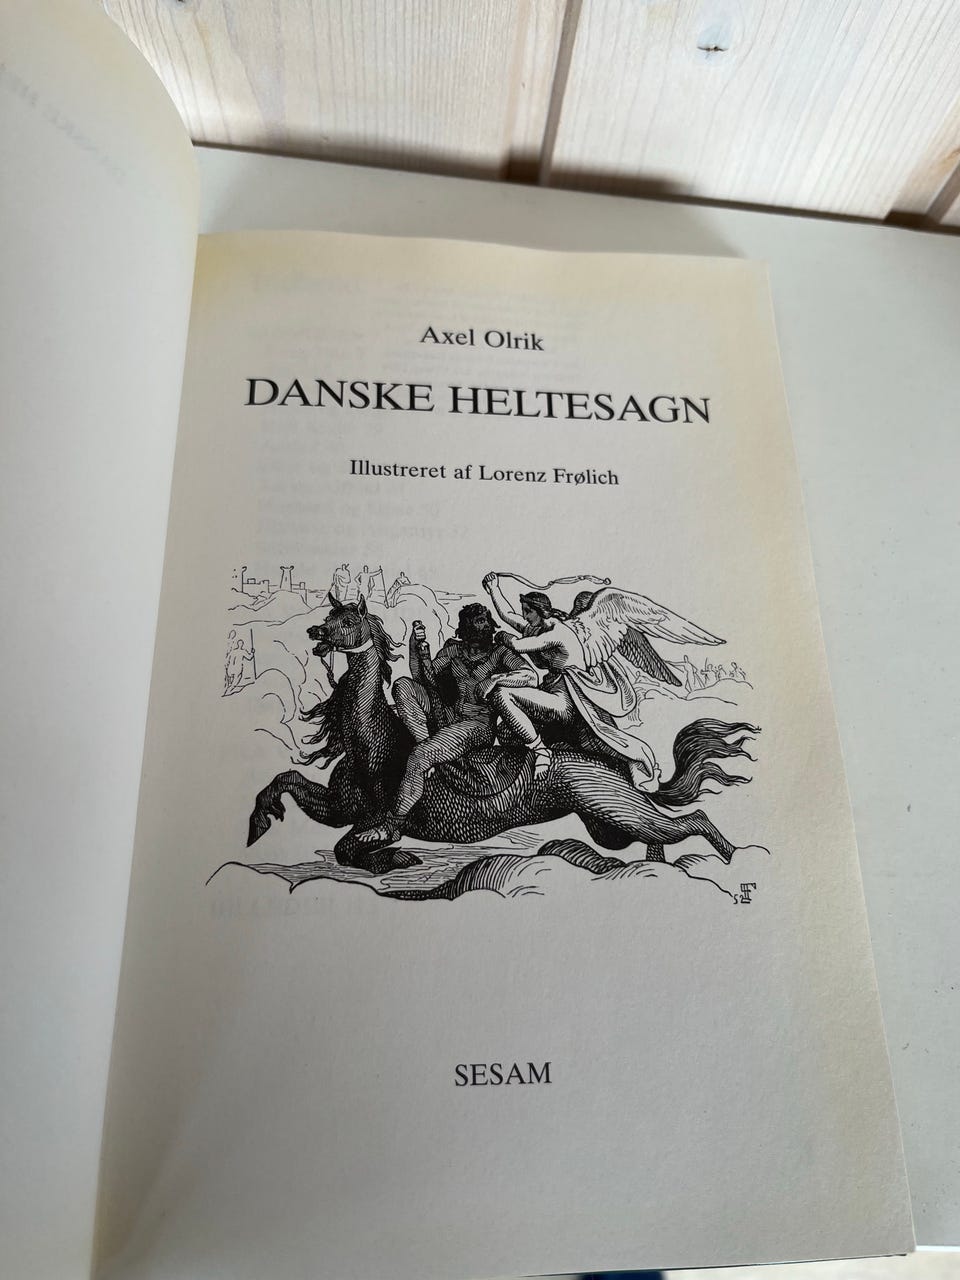 Axel Olrik
DANSKE HELTESAGN
Illustreret af Lorenz Frølich
SESAM